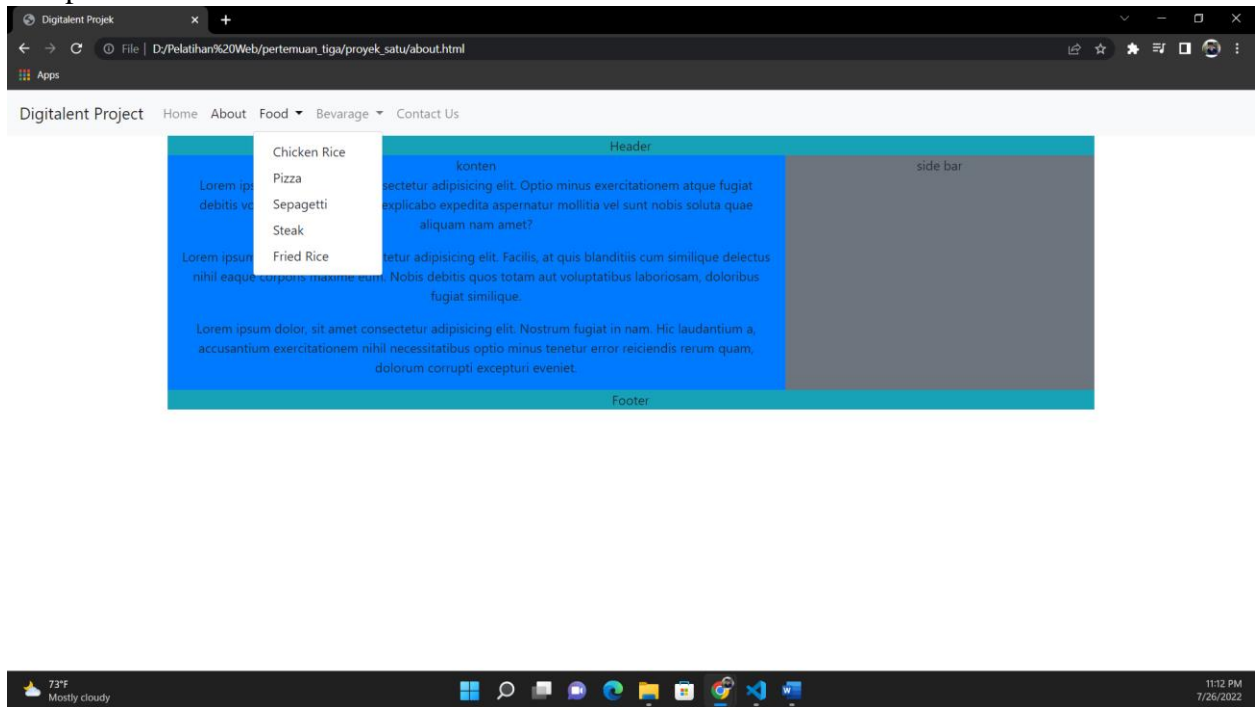 Digitalent Projek
File | D:/Pelatihan%20Web/pertemuan_tiga/proyek_satu/about.html
Apps
Digitalent Project Home About Food Bevarage Contact Us
Chicken Rice
Pizza
Sepagetti
Steak
Fried Rice
Header
konten
Lorem ips sectetur adipisicing elit. Optio minus exercitationem atque fugiat
debitis vo explicabo expedita aspernatur mollitia vel sunt nobis soluta quae
aliquam nam amet?
Lorem ipsum tetur adipisicing elit. Facilis, at quis blanditiis cum similique delectus
nihil eaque corporis maxime eum. Nobis debitis quos totam aut voluptatibus laboriosam, doloribus
fugiat similique.
Lorem ipsum dolor, sit amet consectetur adipisicing elit. Nostrum fugiat in nam. Hic laudantium a,
accusantium exercitationem nihil necessitatibus optio minus tenetur error reiciendis rerum quam,
dolorum corrupti excepturi eveniet.
side bar
Footer
73°F
Mostly cloudy
11:12 PM
7/26/2022